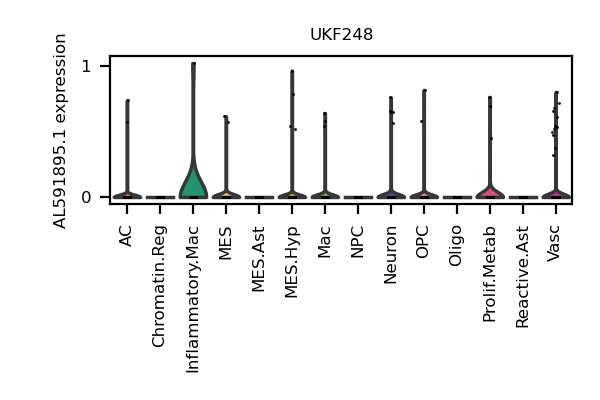 UKF248
AL591895.1 expression
1
0
AC
Chromatin.Reg
Inflammatory.Mac
MES
MES.Ast
MES.Hyp
Mac
NPC
Neuron
OPC
Oligo
Prolif.Metab
Reactive.Ast
Vasc